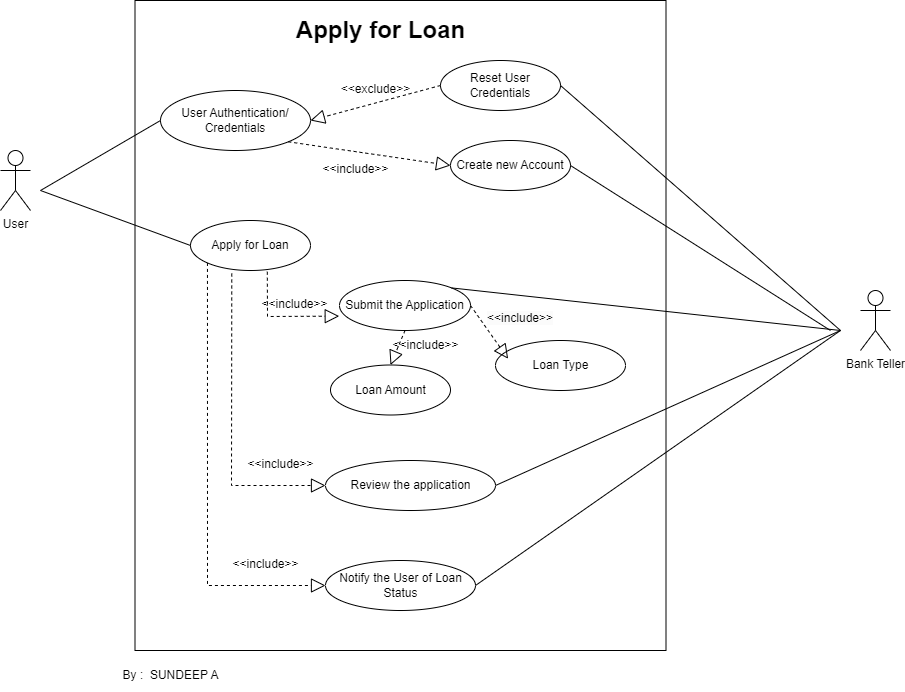 Apply for Loan
Reset User
Credentials
<<exclude>>
User Authentication/
Credentials
Create new Account
<<include>>
User
Apply for Loan
<<include>>
Submit the Application
<<include>>
<<include>>
Loan Type
Bank Teller
Loan Amount
<<include>>
Review the application
<<include>>
Notify the User of Loan
Status
By : SUNDEEP A